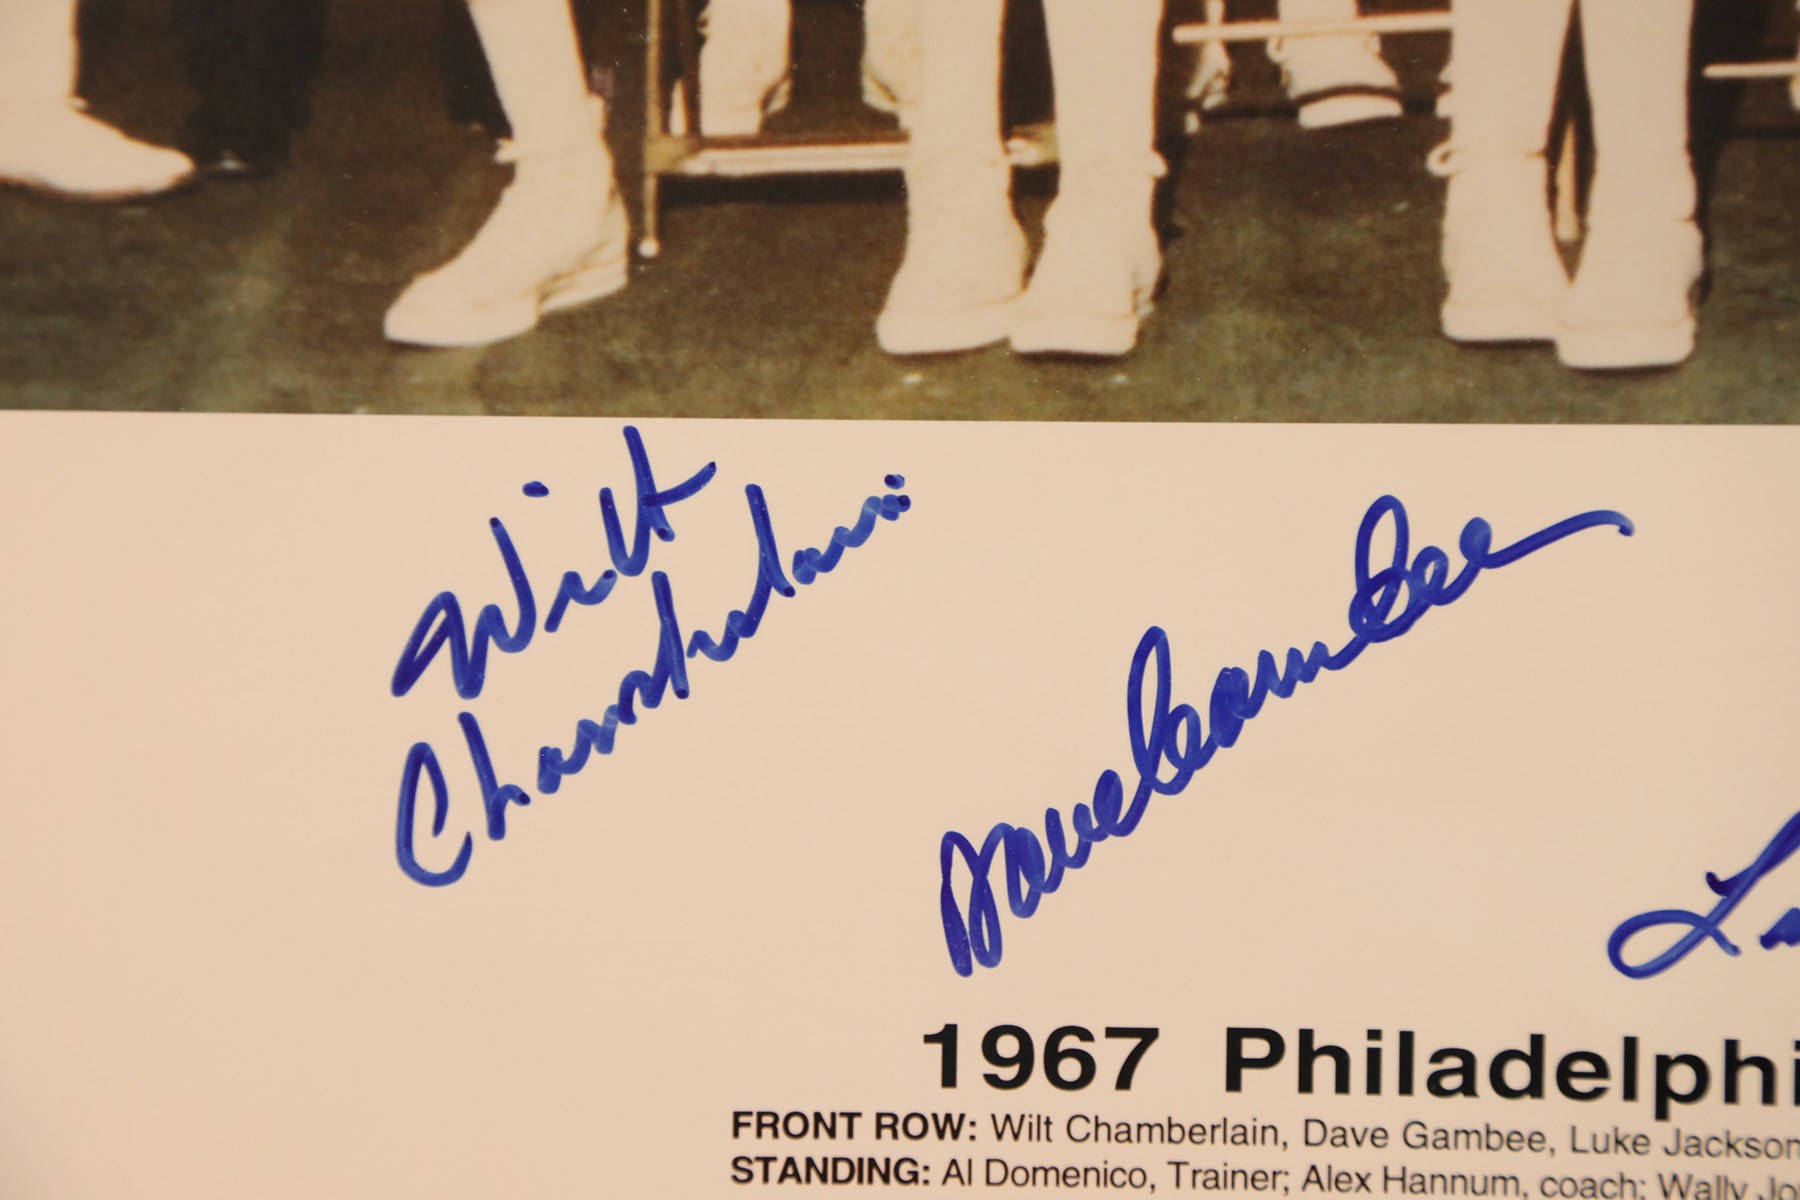 Wilt
Chamberlain
Dave Gambee
Lu
1967 Philadelphi
FRONT ROW: Wilt Chamberlain, Dave Gambee, Luke Jackson
STANDING: Al Domenico, Trainer; Alex Hannum, coach; Wally Jo